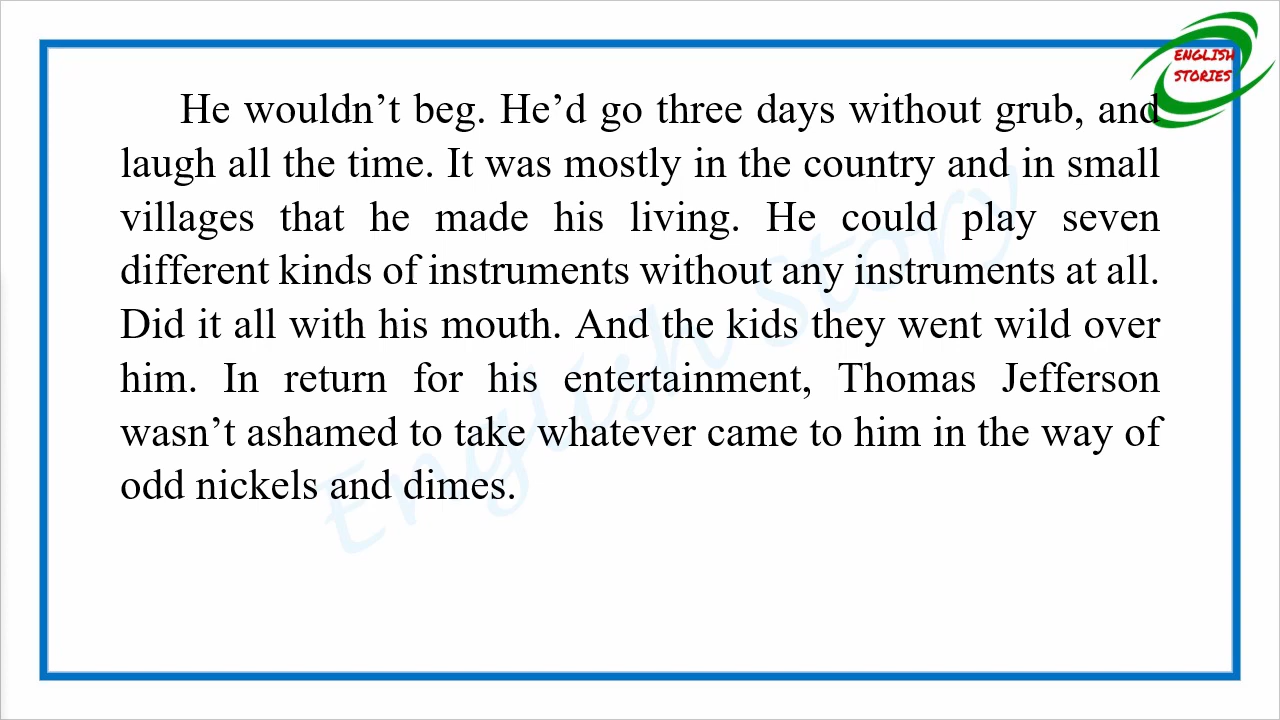 ENGLISH
STORIES
He wouldn’t beg. He’d go three days without grub, and
laugh all the time. It was mostly in the country and in small
villages that he made his living. He could play seven
different kinds of instruments without any instruments at all.
Did it all with his mouth. And the kids they went wild over
him. In return for his entertainment, Thomas Jefferson
wasn’t ashamed to take whatever came to him in the way of
odd nickels and dimes.
English Story